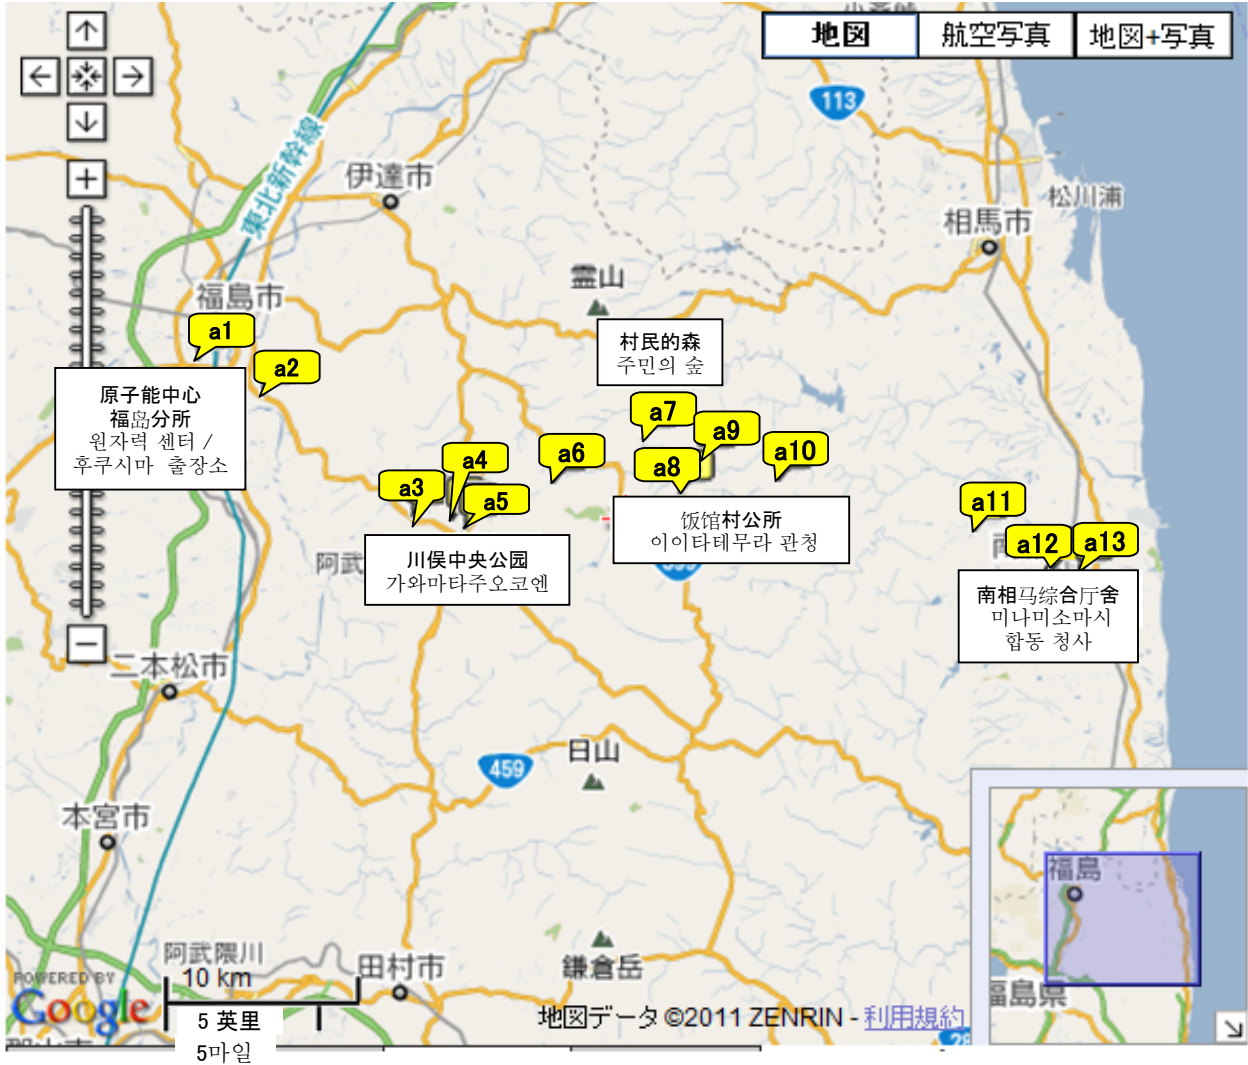 地図
航空写真
地図+写真
113
東北新幹線
伊達市
松川浦
相馬市
霊山
福島市
a1
a2
村民的森
주민의 숲
原子能中心
福岛分所
원자력 센터 /
후쿠시마 출장소
a7
a9
a4
a6
a8
a10
a3
a5
a11
a12
a13
饭馆村公所
이이타테무라 관청
川俣中央公园
가와마타주오코엔
阿武
南相马综合厅舍
미나미소마시
합동 청사
二本松市
日山
459
本宮市
福島
阿武隈川
田村市
鎌倉岳
福島県
10 km
POWERED BY
Google
5 英里
5마일
地図データ ©2011 ZENRIN - 利用規約